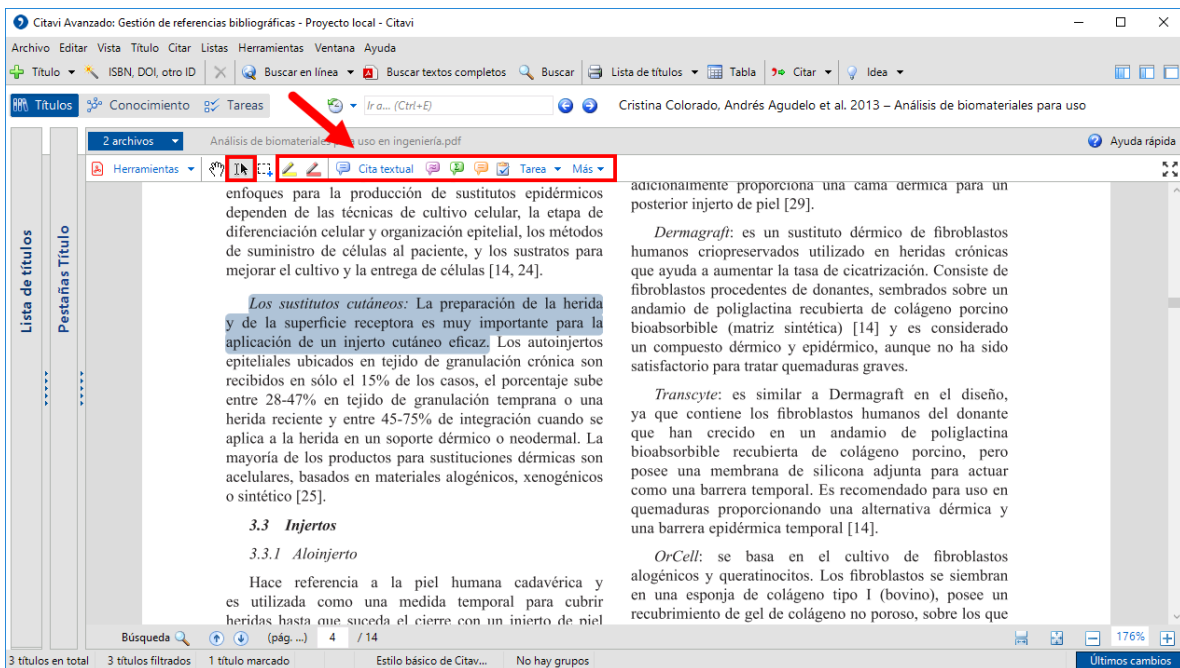 Citavi Avanzado: Gestión de referencias bibliográficas - Proyecto local - Citavi
Archivo Editar Vista Título Citar Listas Herramientas Ventana Ayuda
Título ISBN, DOI, otro ID Buscar en línea Buscar textos completos Buscar Lista de títulos Tabla Citar Idea
Títulos Conocimiento Tareas Ir a... (Ctrl+E) Cristina Colorado, Andrés Agudelo et al. 2013 – Análisis de biomateriales para uso
2 archivos Análisis de biomateriales para uso en ingeniería.pdf Ayuda rápida
Herramientas Cita textual Tarea Más
Lista de títulos
Pestañas Título
enfoques para la producción de sustitutos epidérmicos
dependen de las técnicas de cultivo celular, la etapa de
diferenciación celular y organización epitelial, los métodos
de suministro de células al paciente, y los sustratos para
mejorar el cultivo y la entrega de células [14, 24].
Los sustitutos cutáneos: La preparación de la herida
y de la superficie receptora es muy importante para la
aplicación de un injerto cutáneo eficaz. Los autoinjertos
epiteliales ubicados en tejido de granulación crónica son
recibidos en sólo el 15% de los casos, el porcentaje sube
entre 28-47% en tejido de granulación temprana o una
herida reciente y entre 45-75% de integración cuando se
aplica a la herida en un soporte dérmico o neodermal. La
mayoría de los productos para sustituciones dérmicas son
acelulares, basados en materiales alogénicos, xenogénicos
o sintético [25].
3.3 Injertos
3.3.1 Aloinjerto
Hace referencia a la piel humana cadavérica y
es utilizada como una medida temporal para cubrir
heridas hasta que suceda el cierre con un injerto de piel
adicionalmente proporciona una cama dérmica para un
posterior injerto de piel [29].
Dermagraft: es un sustituto dérmico de fibroblastos
humanos criopreservados utilizado en heridas crónicas
que ayuda a aumentar la tasa de cicatrización. Consiste de
fibroblastos procedentes de donantes, sembrados sobre un
andamio de poliglactina recubierta de colágeno porcino
bioabsorbible (matriz sintética) [14] y es considerado
un compuesto dérmico y epidérmico, aunque no ha sido
satisfactorio para tratar quemaduras graves.
Transcyte: es similar a Dermagraft en el diseño,
ya que contiene los fibroblastos humanos del donante
que han crecido en un andamio de poliglactina
bioabsorbible recubierta de colágeno porcino, pero
posee una membrana de silicona adjunta para actuar
como una barrera temporal. Es recomendado para uso en
quemaduras proporcionando una alternativa dérmica y
una barrera epidérmica temporal [14].
OrCell: se basa en el cultivo de fibroblastos
alogénicos y queratinocitos. Los fibroblastos se siembran
en una esponja de colágeno tipo I (bovino), posee un
recubrimiento de gel de colágeno no poroso, sobre los que
Búsqueda (pág. ...) 4 / 14 176%
3 títulos en total 3 títulos filtrados 1 título marcado Estilo básico de Citav... No hay grupos Últimos cambios